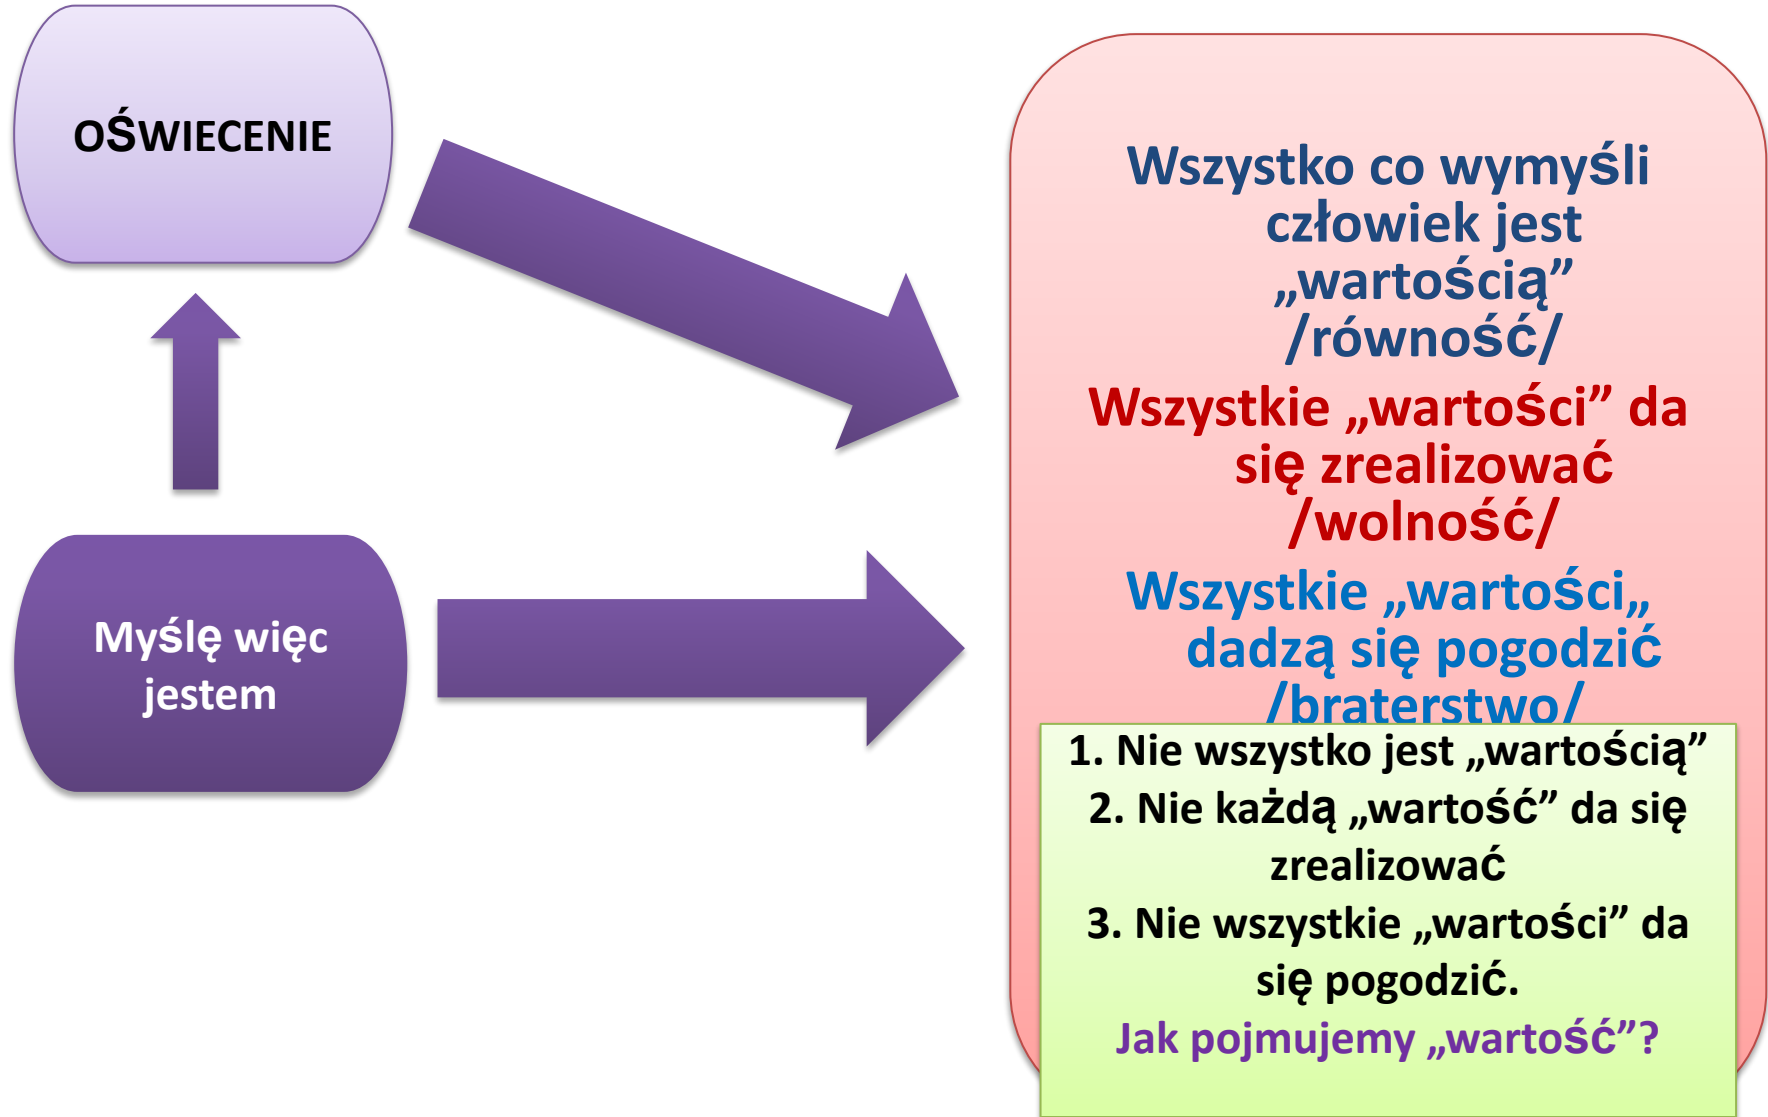 OŚWIECENIE
Myślę więc
jestem
Wszystko co wymyśli
człowiek jest
„wartością”
/równość/
Wszystkie „wartości” da
się zrealizować
/wolność/
Wszystkie „wartości„
dadzą się pogodzić
/braterstwo/
1. Nie wszystko jest „wartością”
2. Nie każdą „wartość” da się
zrealizować
3. Nie wszystkie „wartości” da
się pogodzić.
Jak pojmujemy „wartość”?